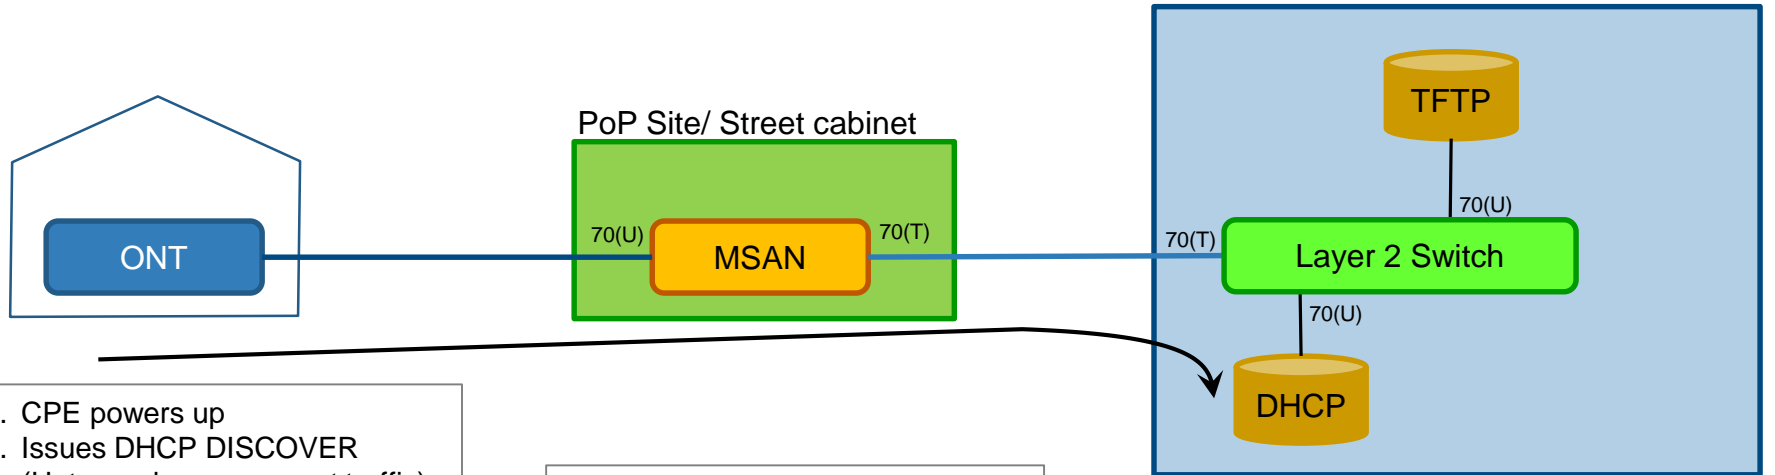 TFTP
PoP Site/ Street cabinet
70(U)
70(U)
70(T)
70(T)
ONT
MSAN
Layer 2 Switch
70(U)
DHCP
. CPE powers up
. Issues DHCP DISCOVER